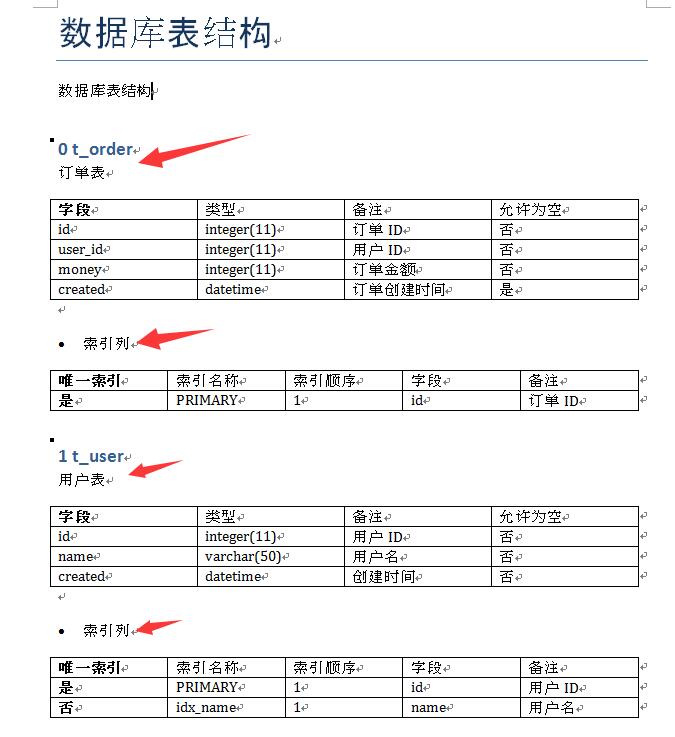 数据库表结构
数据库表结构
0 t_order
订单表
字段 类型 备注 允许为空
id integer(11) 订单 ID 否
user_id integer(11) 用户 ID 否
money integer(11) 订单金额 否
created datetime 订单创建时间 是
• 索引列
唯一索引 索引名称 索引顺序 字段 备注
是 PRIMARY 1 id 订单 ID
1 t_user
用户表
字段 类型 备注 允许为空
id integer(11) 用户 ID 否
name varchar(50) 用户名 否
created datetime 创建时间 否
• 索引列
唯一索引 索引名称 索引顺序 字段 备注
是 PRIMARY 1 id 用户 ID
否 idx_name 1 name 用户名